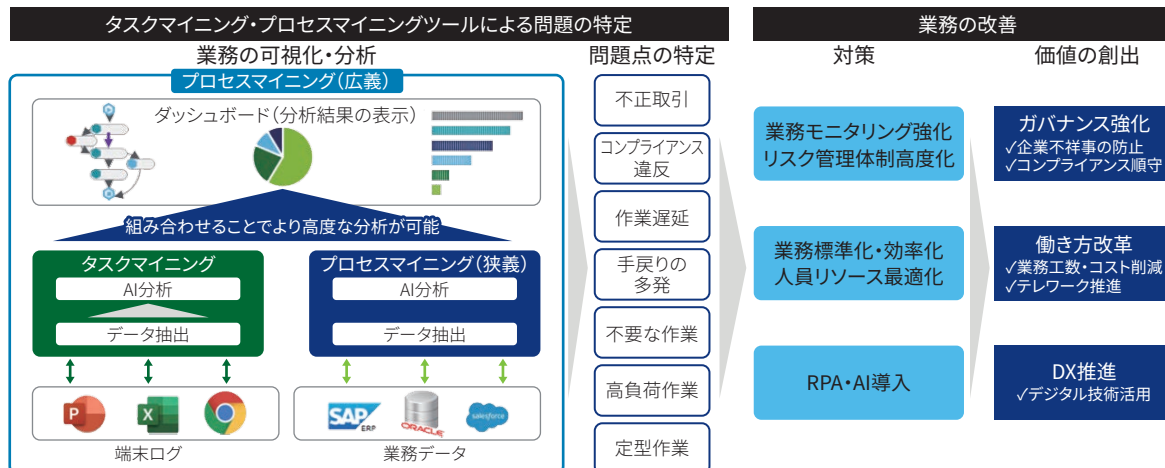 タスクマイニング・プロセスマイニングツールによる問題の特定
業務の可視化・分析
問題点の特定
プロセスマイニング(広義)
ダッシュボード(分析結果の表示)
組み合わせることでより高度な分析が可能
タスクマイニング
AI分析
データ抽出
プロセスマイニング(狭義)
AI分析
データ抽出
P
X
SAP
ERP
ORACLE
salesforce
端末ログ
業務データ
不正取引
コンプライアンス
違反
作業遅延
手戻りの
多発
不要な作業
高負荷作業
定型作業
業務の改善
対策
価値の創出
業務モニタリング強化
リスク管理体制高度化
ガバナンス強化
✓企業不祥事の防止
✓コンプライアンス順守
業務標準化・効率化
人員リソース最適化
働き方改革
✓業務工数・コスト削減
✓テレワーク推進
RPA・AI導入
DX推進
✓デジタル技術活用